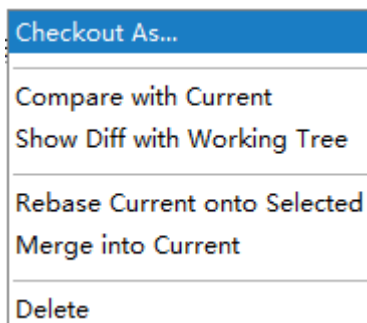 Checkout As...
Compare with Current
Show Diff with Working Tree
Rebase Current onto Selected
Merge into Current
Delete